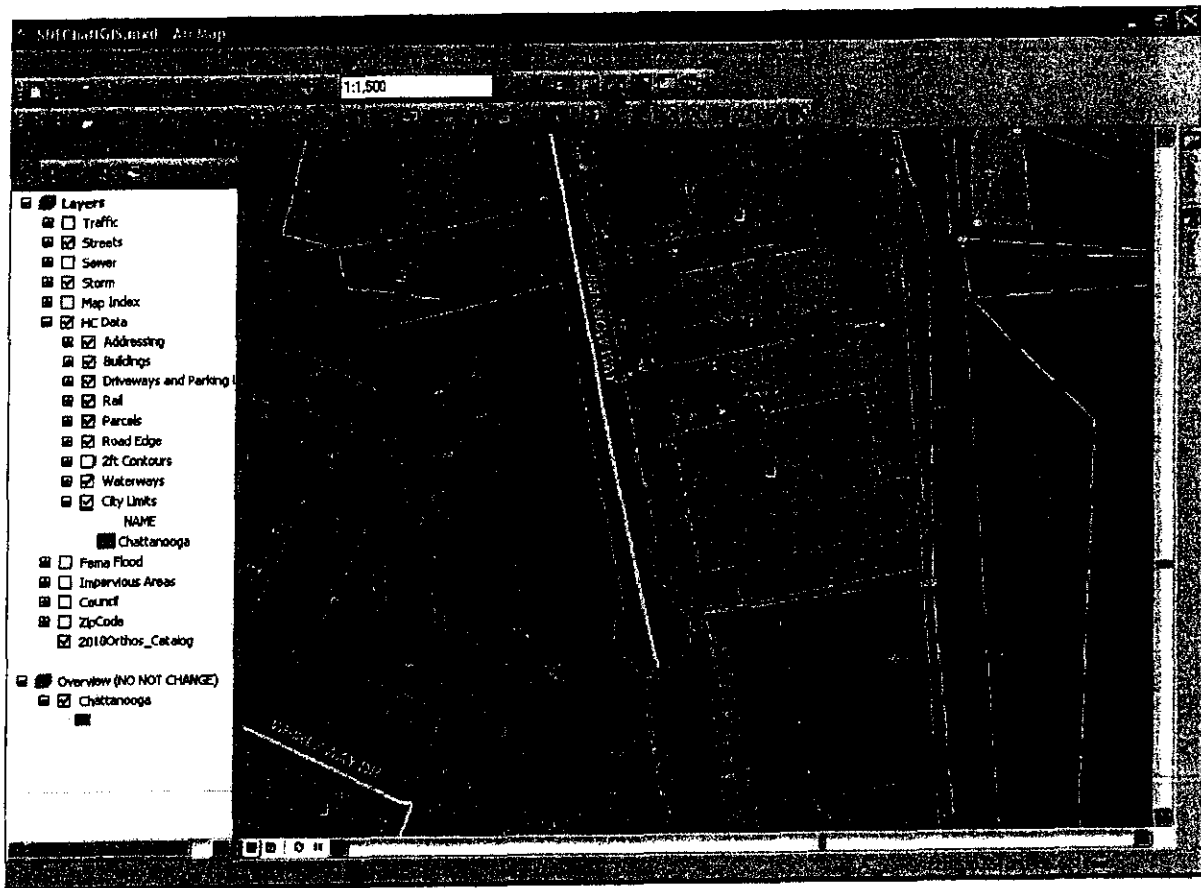 1:1,500
Layers
Traffic
Streets
Sewer
Storm
Map Index
HC Data
Addressing
Buildings
Driveways and Parking L
Rail
Parcels
Road Edge
2ft Contours
Waterways
City Limits
NAME
Chattanooga
Fema Flood
Impervious Areas
Council
ZipCode
2010Orthos_Catalog
Overview (NO NOT CHANGE)
Chattanooga